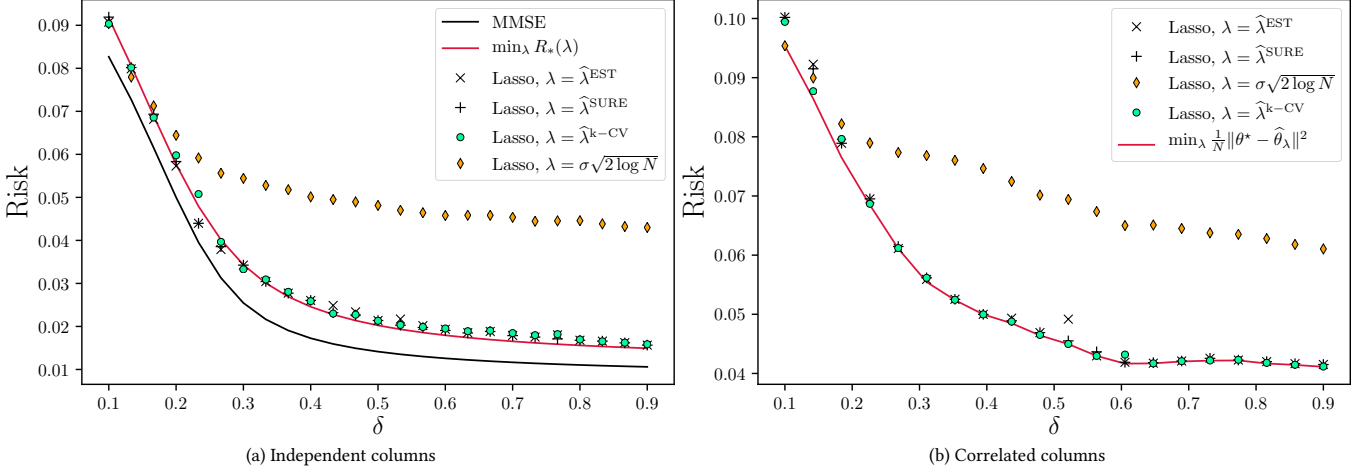 0.09
0.08
0.07
0.06
0.05
0.04
0.03
0.02
0.01
Risk
0.1 0.2 0.3 0.4 0.5 0.6 0.7 0.8 0.9
δ
MMSE
min_λ R_*(λ)
Lasso, λ = λ̂^EST
Lasso, λ = λ̂^SURE
Lasso, λ = λ̂^k−CV
Lasso, λ = σ√2 log N
(a) Independent columns
0.10
0.09
0.08
0.07
0.06
0.05
0.04
Risk
0.1 0.2 0.3 0.4 0.5 0.6 0.7 0.8 0.9
δ
Lasso, λ = λ̂^EST
Lasso, λ = λ̂^SURE
Lasso, λ = σ√2 log N
Lasso, λ = λ̂^k−CV
min_λ 1/N ‖θ⋆ − θ̂_λ‖²
(b) Correlated columns